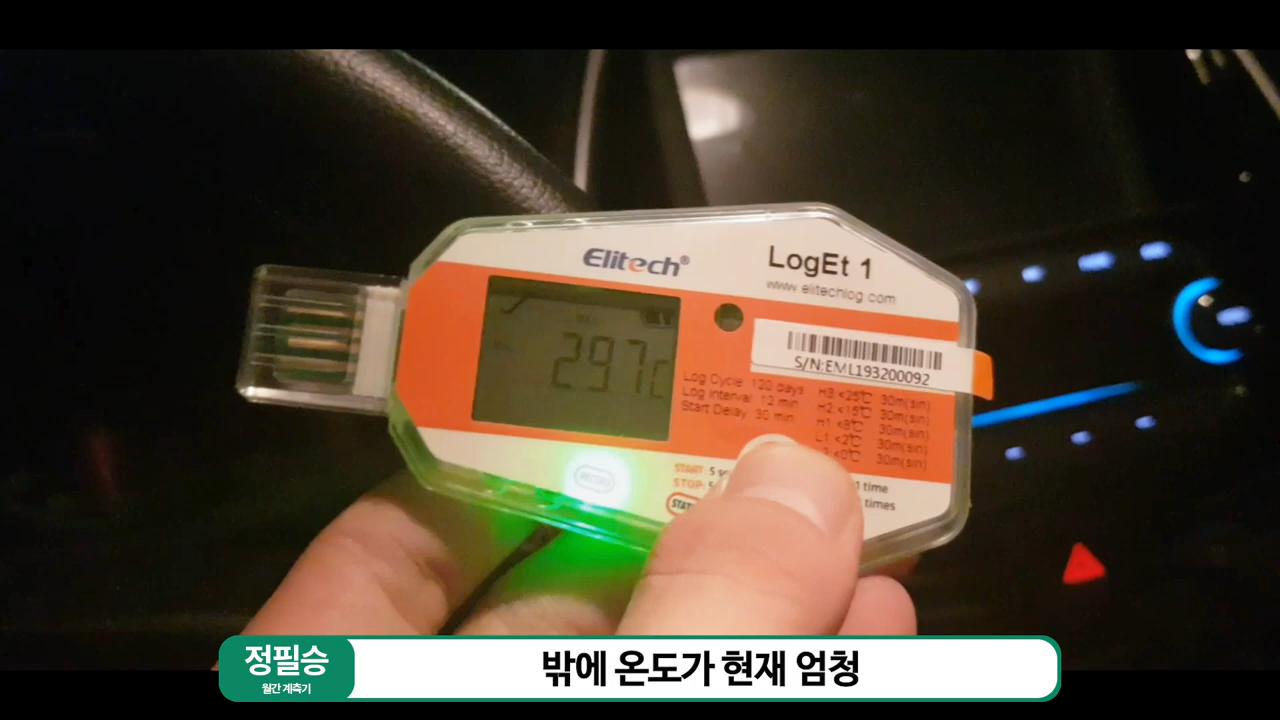 Elitech®
LogEt 1
www.elitechlog.com
29.7℃
S/N:EML193200092
Log Cycle 120 days
Log Interval 12 min
Start Delay 30 min
H3 <25℃ 30m(sin)
H2 <15℃ 30m(sin)
H1 <8℃ 30m(sin)
L1 <2℃ 30m(sin)
<0℃ 30m(sin)
RECORD
START: 5
STOP:
1 time
times
정필승
월간 계측기
밖에 온도가 현재 엄청